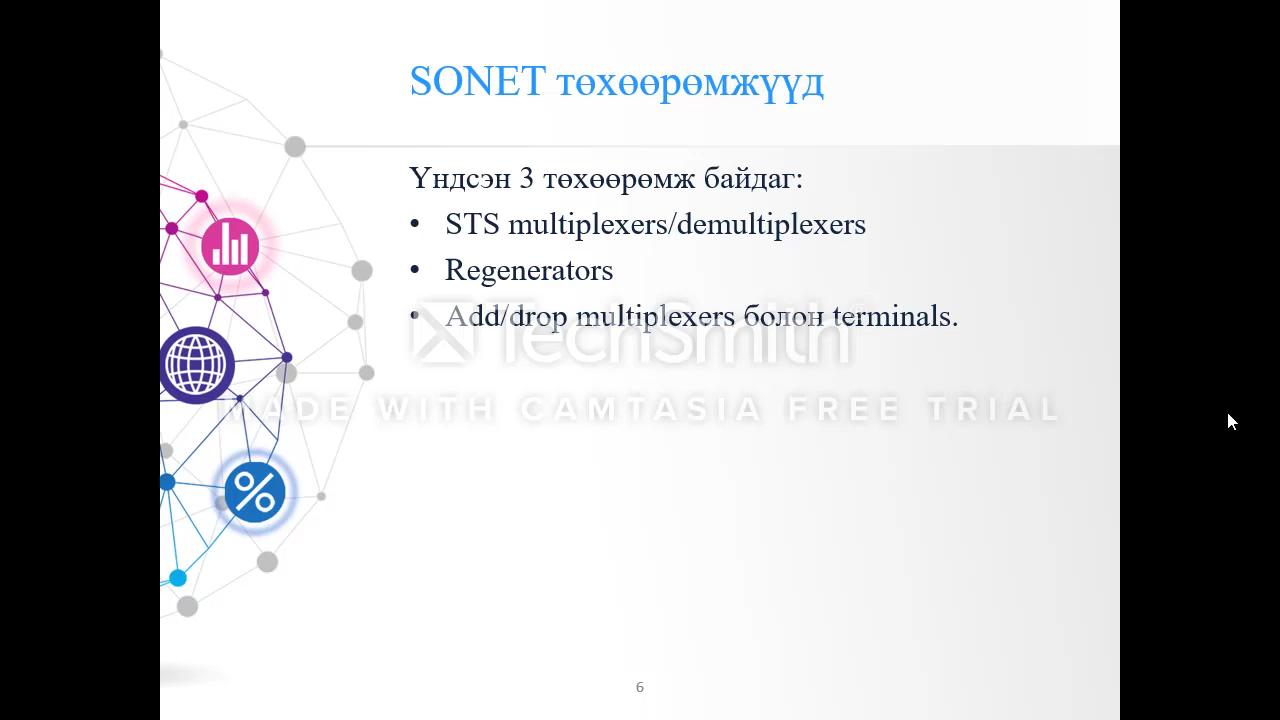 SONET төхөөрөмжүүд
Үндсэн 3 төхөөрөмж байдаг:
• STS multiplexers/demultiplexers
• Regenerators
• Add/drop multiplexers болон terminals.
TechSmith®
MADE WITH CAMTASIA FREE TRIAL
6